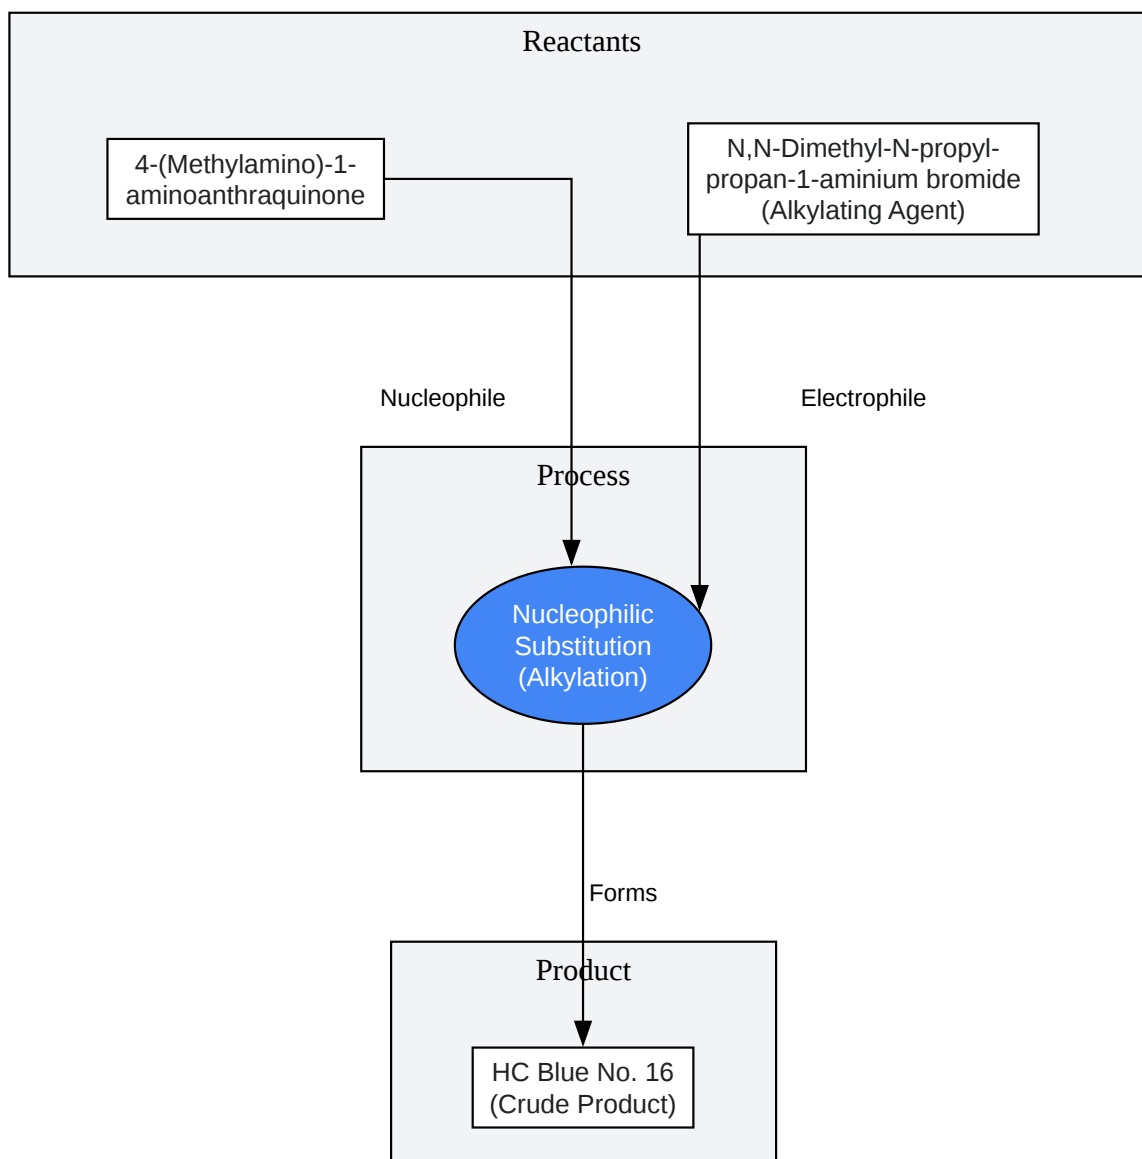 Reactants
4-(Methylamino)-1-
aminoanthraquinone
N,N-Dimethyl-N-propyl-
propan-1-aminium bromide
(Alkylating Agent)
Nucleophile
Electrophile
Process
Nucleophilic
Substitution
(Alkylation)
Forms
Product
HC Blue No. 16
(Crude Product)